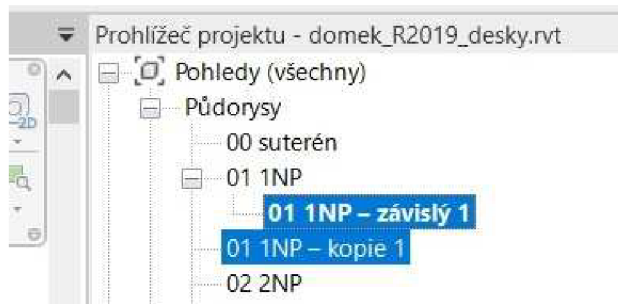 Prohlížeč projektu - domek_R2019_desky.rvt
Pohledy (všechny)
Půdorysy
00 suterén
01 1NP
01 1NP – závislý 1
01 1NP – kopie 1
02 2NP
2D